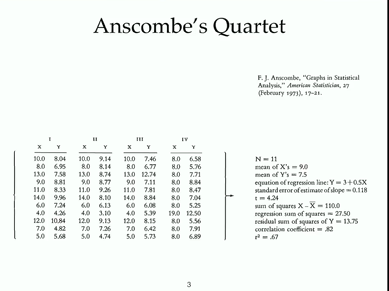 Anscombe's Quartet
F. J. Anscombe, "Graphs in Statistical
Analysis," American Statistician, 27
(February 1973), 17-21.
I II III IV
X Y X Y X Y X Y
10.0 8.04 10.0 9.14 10.0 7.46 8.0 6.58
8.0 6.95 8.0 8.14 8.0 6.77 8.0 5.76
13.0 7.58 13.0 8.74 13.0 12.74 8.0 7.71
9.0 8.81 9.0 8.77 9.0 7.11 8.0 8.84
11.0 8.33 11.0 9.26 11.0 7.81 8.0 8.47
14.0 9.96 14.0 8.10 14.0 8.84 8.0 7.04
6.0 7.24 6.0 6.13 6.0 6.08 8.0 5.25
4.0 4.26 4.0 3.10 4.0 5.39 19.0 12.50
12.0 10.84 12.0 9.13 12.0 8.15 8.0 5.56
7.0 4.82 7.0 7.26 7.0 6.42 8.0 7.91
5.0 5.68 5.0 4.74 5.0 5.73 8.0 6.89
N = 11
mean of X's = 9.0
mean of Y's = 7.5
equation of regression line: Y = 3+0.5X
standard error of estimate of slope = 0.118
t = 4.24
sum of squares X - X̄ = 110.0
regression sum of squares = 27.50
residual sum of squares of Y = 13.75
correlation coefficient = .82
r² = .67
3